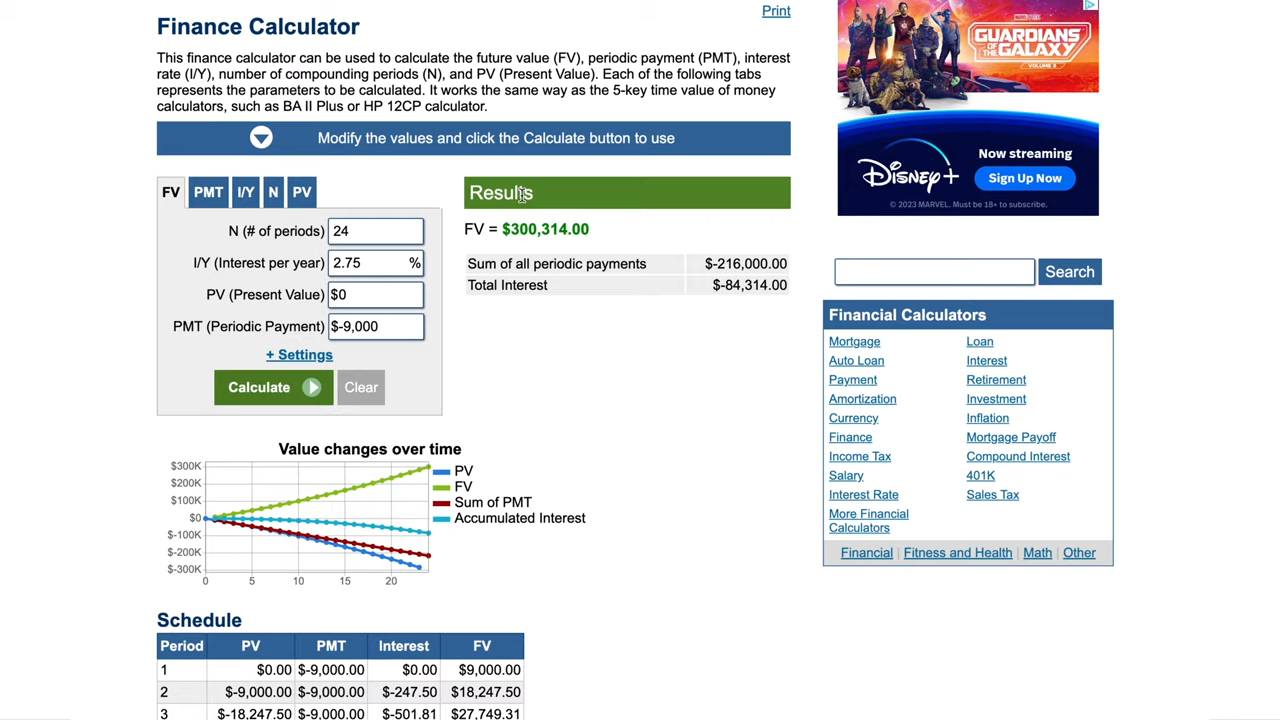 Finance Calculator
Print
This finance calculator can be used to calculate the future value (FV), periodic payment (PMT), interest
rate (I/Y), number of compounding periods (N), and PV (Present Value). Each of the following tabs
represents the parameters to be calculated. It works the same way as the 5-key time value of money
calculators, such as BA II Plus or HP 12CP calculator.
Modify the values and click the Calculate button to use
FV PMT I/Y N PV
N (# of periods) 24
I/Y (Interest per year) 2.75 %
PV (Present Value) $0
PMT (Periodic Payment) $-9,000
+ Settings
Calculate Clear
Results
FV = $300,314.00
Sum of all periodic payments $-216,000.00
Total Interest $-84,314.00
Value changes over time
$300K
$200K
$100K
$0
$-100K
$-200K
$-300K
0 5 10 15 20
PV
FV
Sum of PMT
Accumulated Interest
Schedule
Period PV PMT Interest FV
1 $0.00 $-9,000.00 $0.00 $9,000.00
2 $-9,000.00 $-9,000.00 $-247.50 $18,247.50
3 $-18,247.50 $-9,000.00 $-501.81 $27,749.31
GUARDIANS
OF THE GALAXY
VOLUME 3
Disney+
Now streaming
Sign Up Now
© 2023 MARVEL. Must be 18+ to subscribe.
Search
Financial Calculators
Mortgage Loan
Auto Loan Interest
Payment Retirement
Amortization Investment
Currency Inflation
Finance Mortgage Payoff
Income Tax Compound Interest
Salary 401K
Interest Rate Sales Tax
More Financial
Calculators
Financial | Fitness and Health | Math | Other